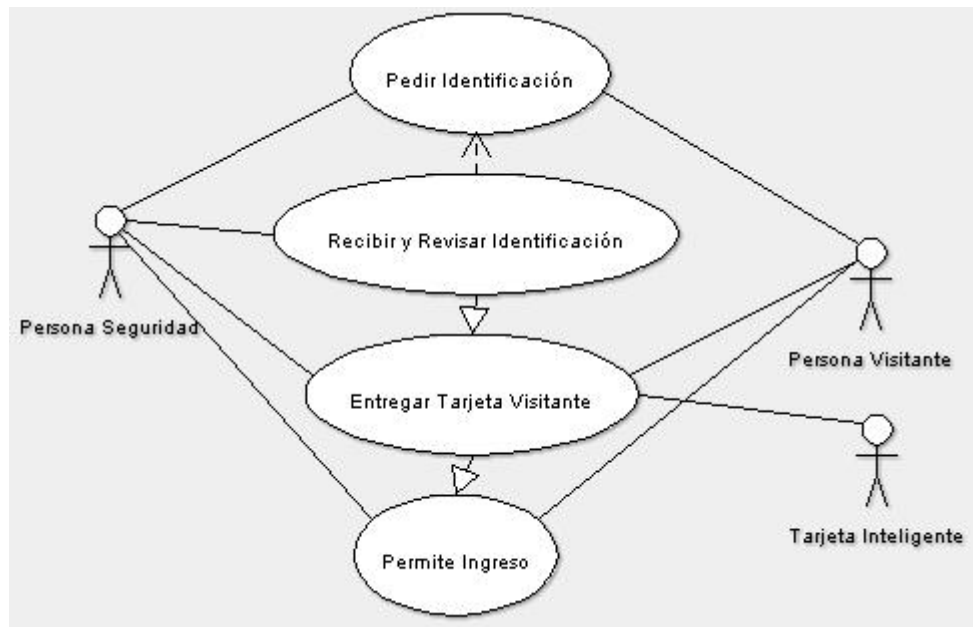 Pedir Identificación
Recibir y Revisar Identificación
Persona Seguridad
Persona Visitante
Entregar Tarjeta Visitante
Tarjeta Inteligente
Permite Ingreso